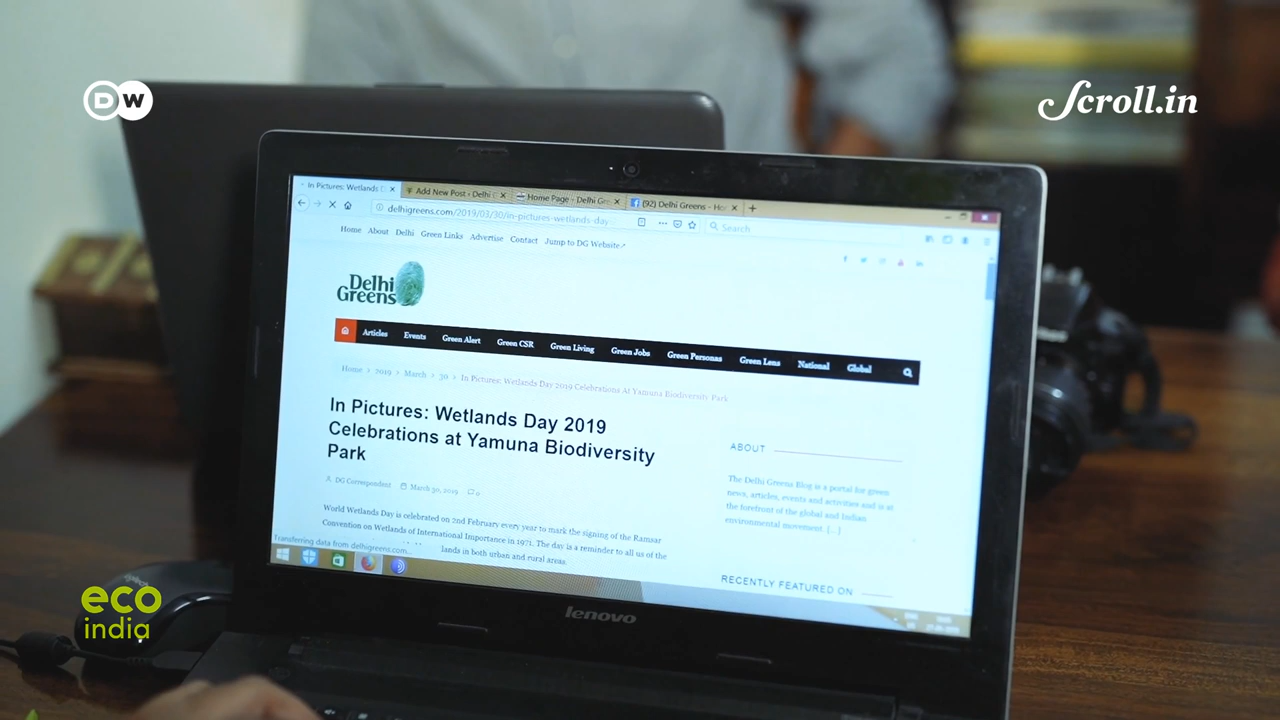 DW
Scroll.in
In Pictures: Wetlands D
Add New Post - Delhi G
Home Page - Delhi Gre
(92) Delhi Greens - Ho
delhigreens.com/2019/03/30/in-pictures-wetlands-day
Search
Home About Delhi Green Links Advertise Contact Jump to DG Website
Delhi
Greens
Articles Events Green Alert Green CSR Green Living Green Jobs Green Personas Green Lens National Global
Home > 2019 > March > 30 > In Pictures: Wetlands Day 2019 Celebrations At Yamuna Biodiversity Park
In Pictures: Wetlands Day 2019
Celebrations at Yamuna Biodiversity
Park
DG Correspondent March 30, 2019 0
World Wetlands Day is celebrated on 2nd February every year to mark the signing of the Ramsar
Convention on Wetlands of International Importance in 1971. The day is a reminder to all us of the
lands in both urban and rural areas.
Transferring data from delhigreens.com...
ABOUT
The Delhi Greens Blog is a portal for green
news, articles, events and activities and is at
the forefront of the global and Indian
environmental movement. [...]
RECENTLY FEATURED ON
lenovo
eco
india